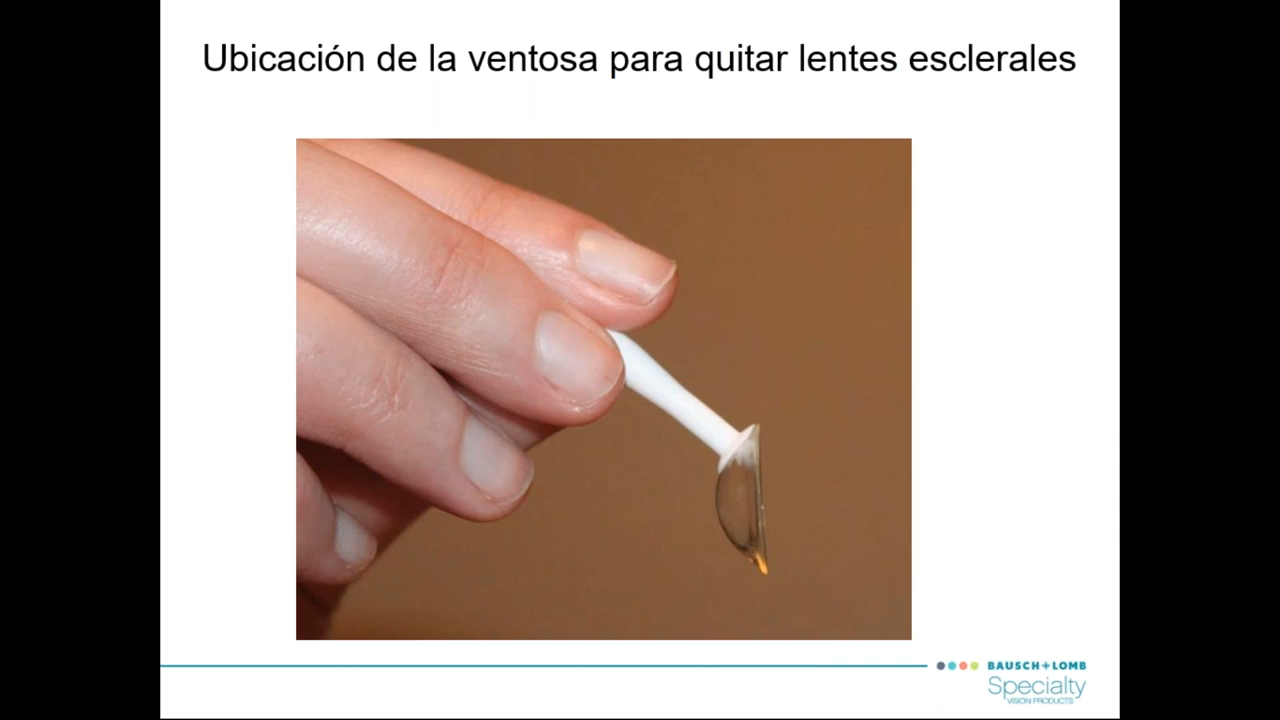 Ubicación de la ventosa para quitar lentes esclerales
BAUSCH + LOMB
Specialty
VISION PRODUCTS